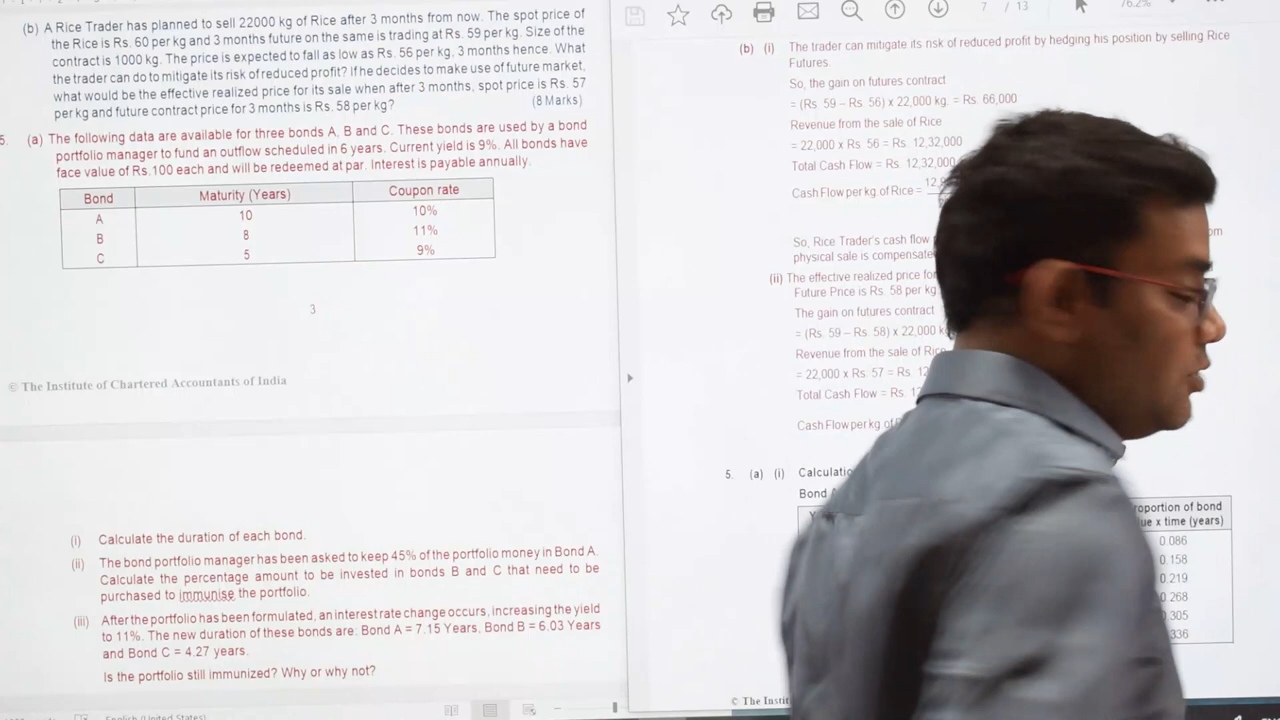 (b) A Rice Trader has planned to sell 22000 kg of Rice after 3 months from now. The spot price of
the Rice is Rs. 60 per kg and 3 months future on the same is trading at Rs. 59 per kg. Size of the
contract is 1000 kg. The price is expected to fall as low as Rs. 56 per kg, 3 months hence. What
the trader can do to mitigate its risk of reduced profit? If he decides to make use of future market,
what would be the effective realized price for its sale when after 3 months, spot price is Rs. 57
per kg and future contract price for 3 months is Rs. 58 per kg?
(8 Marks)
5. (a) The following data are available for three bonds A, B and C. These bonds are used by a bond
portfolio manager to fund an outflow scheduled in 6 years. Current yield is 9%. All bonds have
face value of Rs.100 each and will be redeemed at par. Interest is payable annually.
Bond Maturity (Years) Coupon rate
A 10 10%
B 8 11%
C 5 9%
3
© The Institute of Chartered Accountants of India
(i) Calculate the duration of each bond.
(ii) The bond portfolio manager has been asked to keep 45% of the portfolio money in Bond A.
Calculate the percentage amount to be invested in bonds B and C that need to be
purchased to immunise the portfolio.
(iii) After the portfolio has been formulated, an interest rate change occurs, increasing the yield
to 11%. The new duration of these bonds are: Bond A = 7.15 Years, Bond B = 6.03 Years
and Bond C = 4.27 years.
Is the portfolio still immunized? Why or why not?
English (United States)
7 / 13
76.2%
(b) (i) The trader can mitigate its risk of reduced profit by hedging his position by selling Rice
Futures.
So, the gain on futures contract
= (Rs. 59 – Rs. 56) x 22,000 kg. = Rs. 66,000
Revenue from the sale of Rice
= 22,000 x Rs. 56 = Rs. 12,32,000
Total Cash Flow = Rs. 12,32,000
Cash Flow per kg of Rice =
So, Rice Trader's cash flow
physical sale is compensate
(ii) The effective realized price for
Future Price is Rs. 58 per kg
The gain on futures contract
= (Rs. 59 – Rs. 58) x 22,000
Revenue from the sale of Rice
= 22,000 x Rs. 57 = Rs. 12
Total Cash Flow = Rs.
Cash Flow per kg of
5. (a) (i)
Bond
of bond
x time (years)
0.086
0.158
0.219
0.268
0.305
336
© The